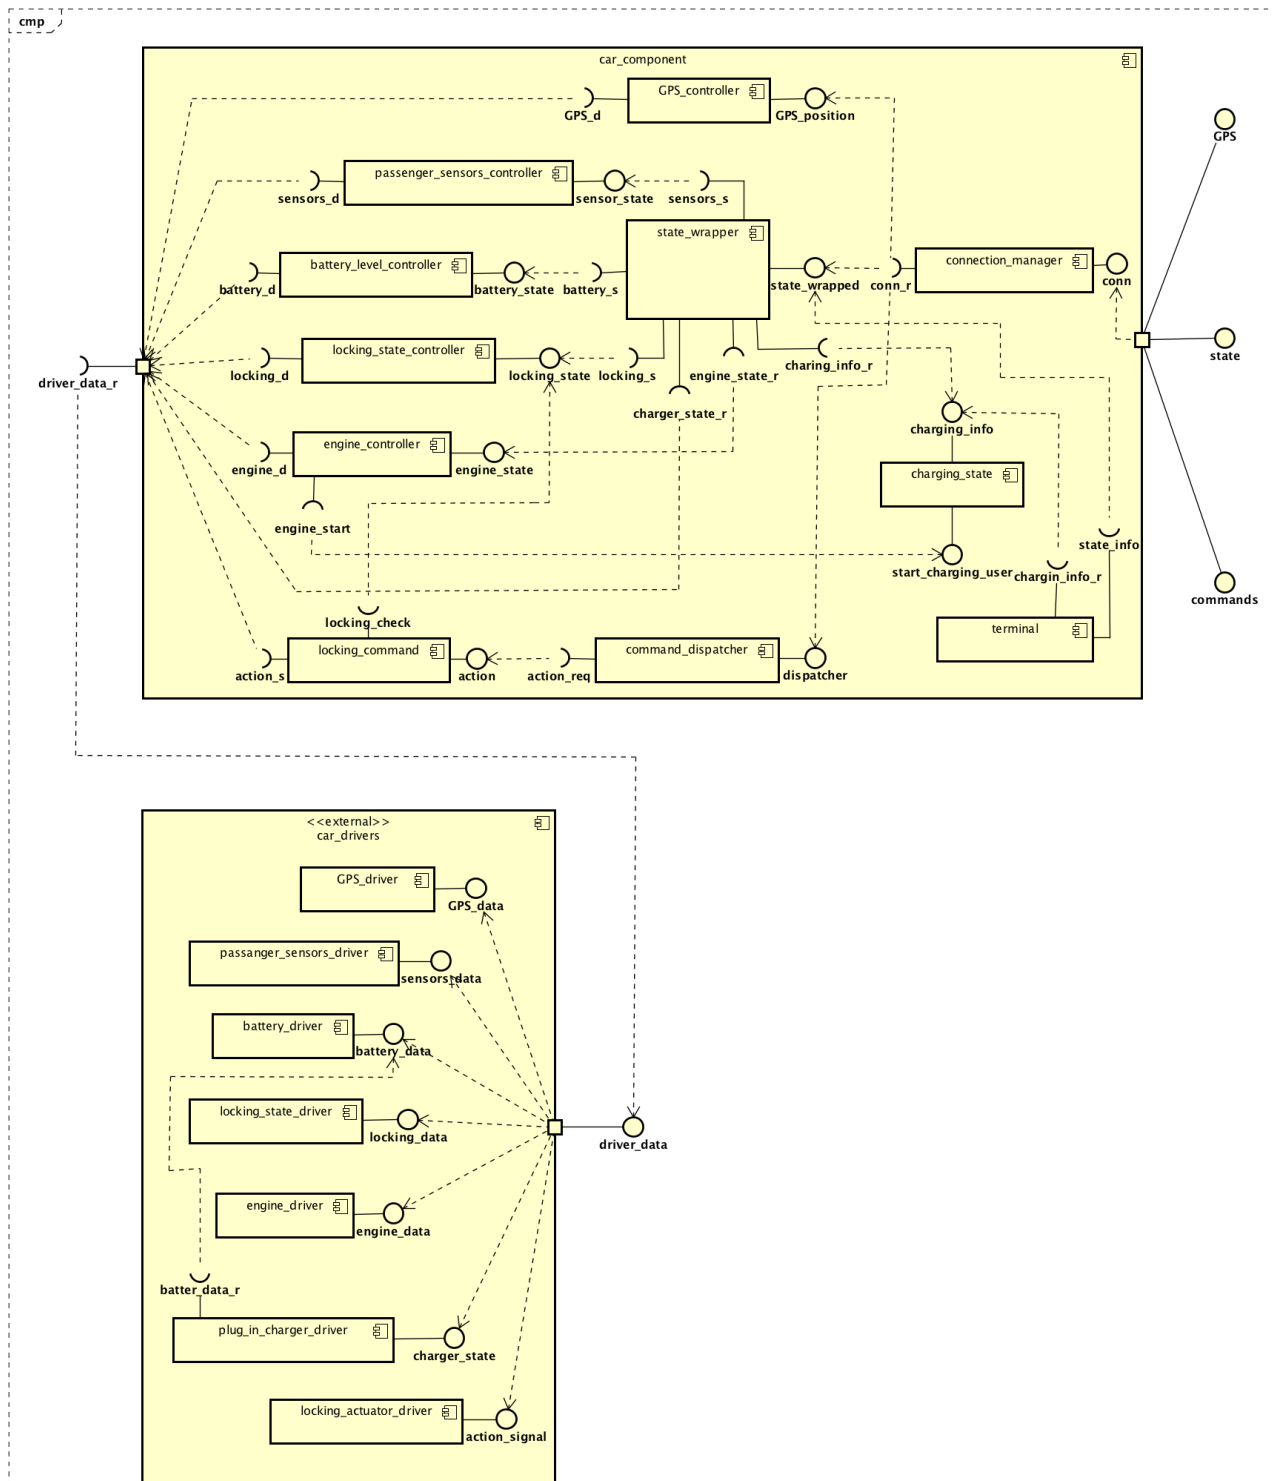 cmp
car_component
GPS_controller
GPS_d
GPS_position
GPS
passenger_sensors_controller
sensors_d
sensor_state
sensors_s
state_wrapper
battery_level_controller
connection_manager
battery_d
battery_state
battery_s
state_wrapped
conn_r
conn
locking_state_controller
state
driver_data_r
locking_d
locking_state
locking_s
engine_state_r
charing_info_r
charger_state_r
charging_info
engine_controller
engine_d
engine_state
charging_state
engine_start
state_info
start_charging_user
chargin_info_r
commands
locking_check
terminal
locking_command
command_dispatcher
action_s
action
action_req
dispatcher
<<external>>
car_drivers
GPS_driver
GPS_data
passanger_sensors_driver
sensors_data
battery_driver
battery_data
locking_state_driver
locking_data
driver_data
engine_driver
engine_data
batter_data_r
plug_in_charger_driver
charger_state
locking_actuator_driver
action_signal